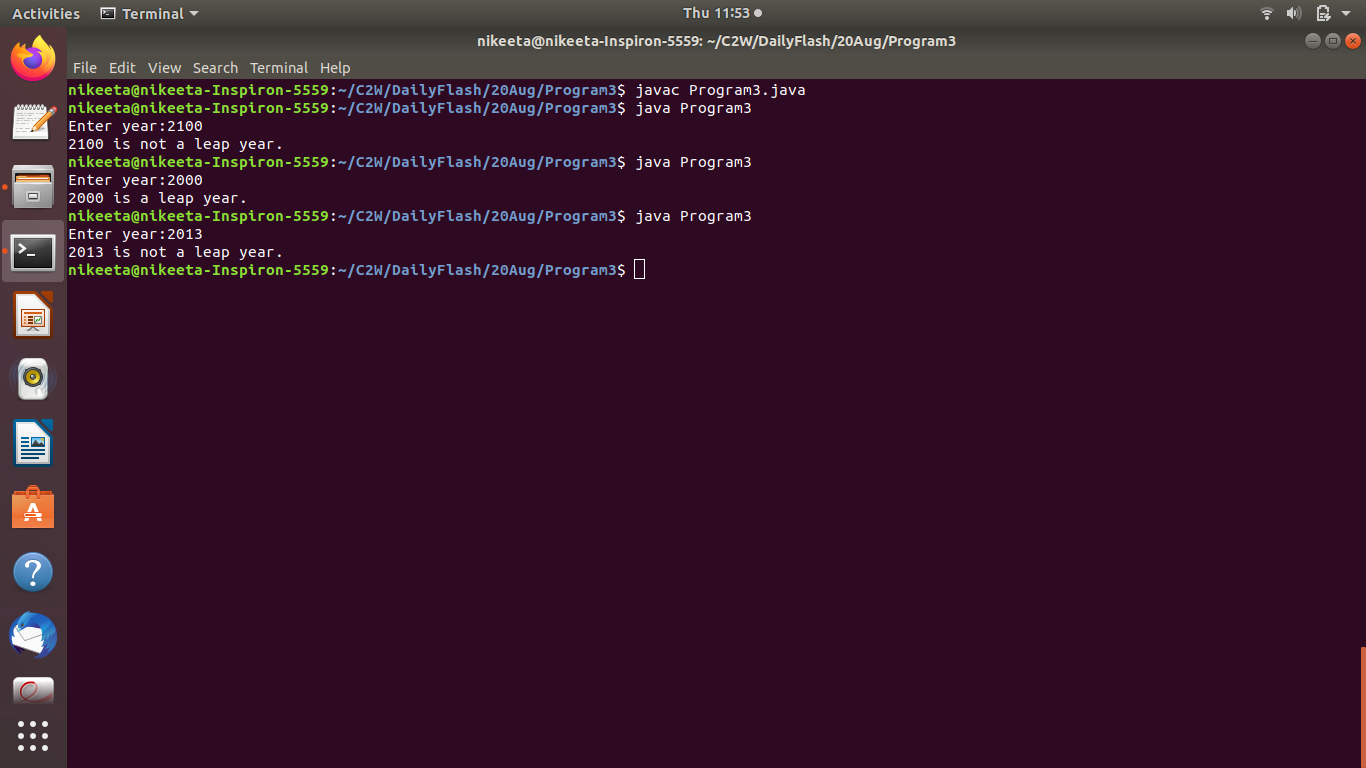 Activities Terminal Thu 11:53
nikeeta@nikeeta-Inspiron-5559: ~/C2W/DailyFlash/20Aug/Program3
File Edit View Search Terminal Help
nikeeta@nikeeta-Inspiron-5559:~/C2W/DailyFlash/20Aug/Program3$ javac Program3.java
nikeeta@nikeeta-Inspiron-5559:~/C2W/DailyFlash/20Aug/Program3$ java Program3
Enter year:2100
2100 is not a leap year.
nikeeta@nikeeta-Inspiron-5559:~/C2W/DailyFlash/20Aug/Program3$ java Program3
Enter year:2000
2000 is a leap year.
nikeeta@nikeeta-Inspiron-5559:~/C2W/DailyFlash/20Aug/Program3$ java Program3
Enter year:2013
2013 is not a leap year.
nikeeta@nikeeta-Inspiron-5559:~/C2W/DailyFlash/20Aug/Program3$